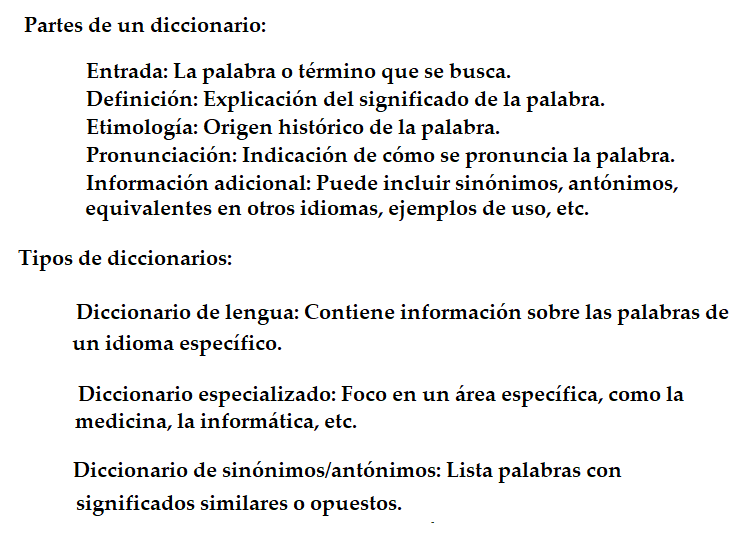 Partes de un diccionario:
Entrada: La palabra o término que se busca.
Definición: Explicación del significado de la palabra.
Etimología: Origen histórico de la palabra.
Pronunciación: Indicación de cómo se pronuncia la palabra.
Información adicional: Puede incluir sinónimos, antónimos,
equivalentes en otros idiomas, ejemplos de uso, etc.
Tipos de diccionarios:
Diccionario de lengua: Contiene información sobre las palabras de
un idioma específico.
Diccionario especializado: Foco en un área específica, como la
medicina, la informática, etc.
Diccionario de sinónimos/antónimos: Lista palabras con
significados similares o opuestos.